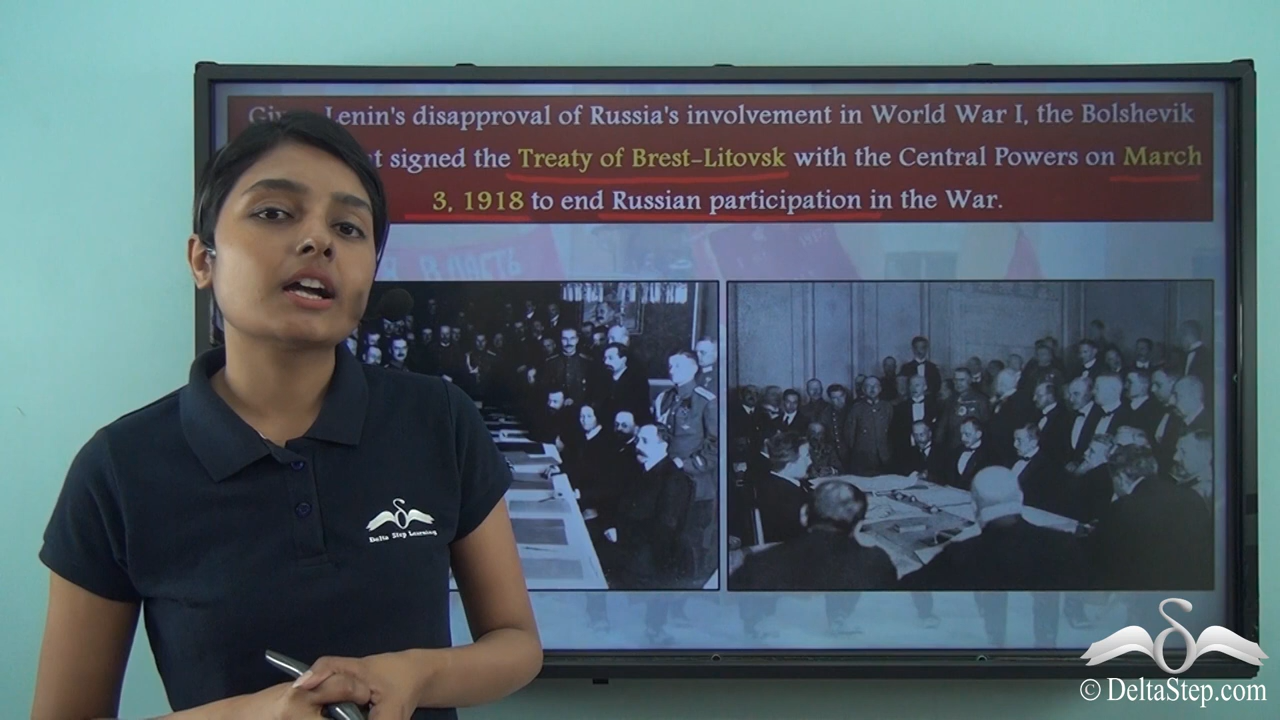 Lenin's disapproval of Russia's involvement in World War I, the Bolshevik
signed the Treaty of Brest-Litovsk with the Central Powers on March
3, 1918 to end Russian participation in the War.
Delta Step Learning
© DeltaStep.com